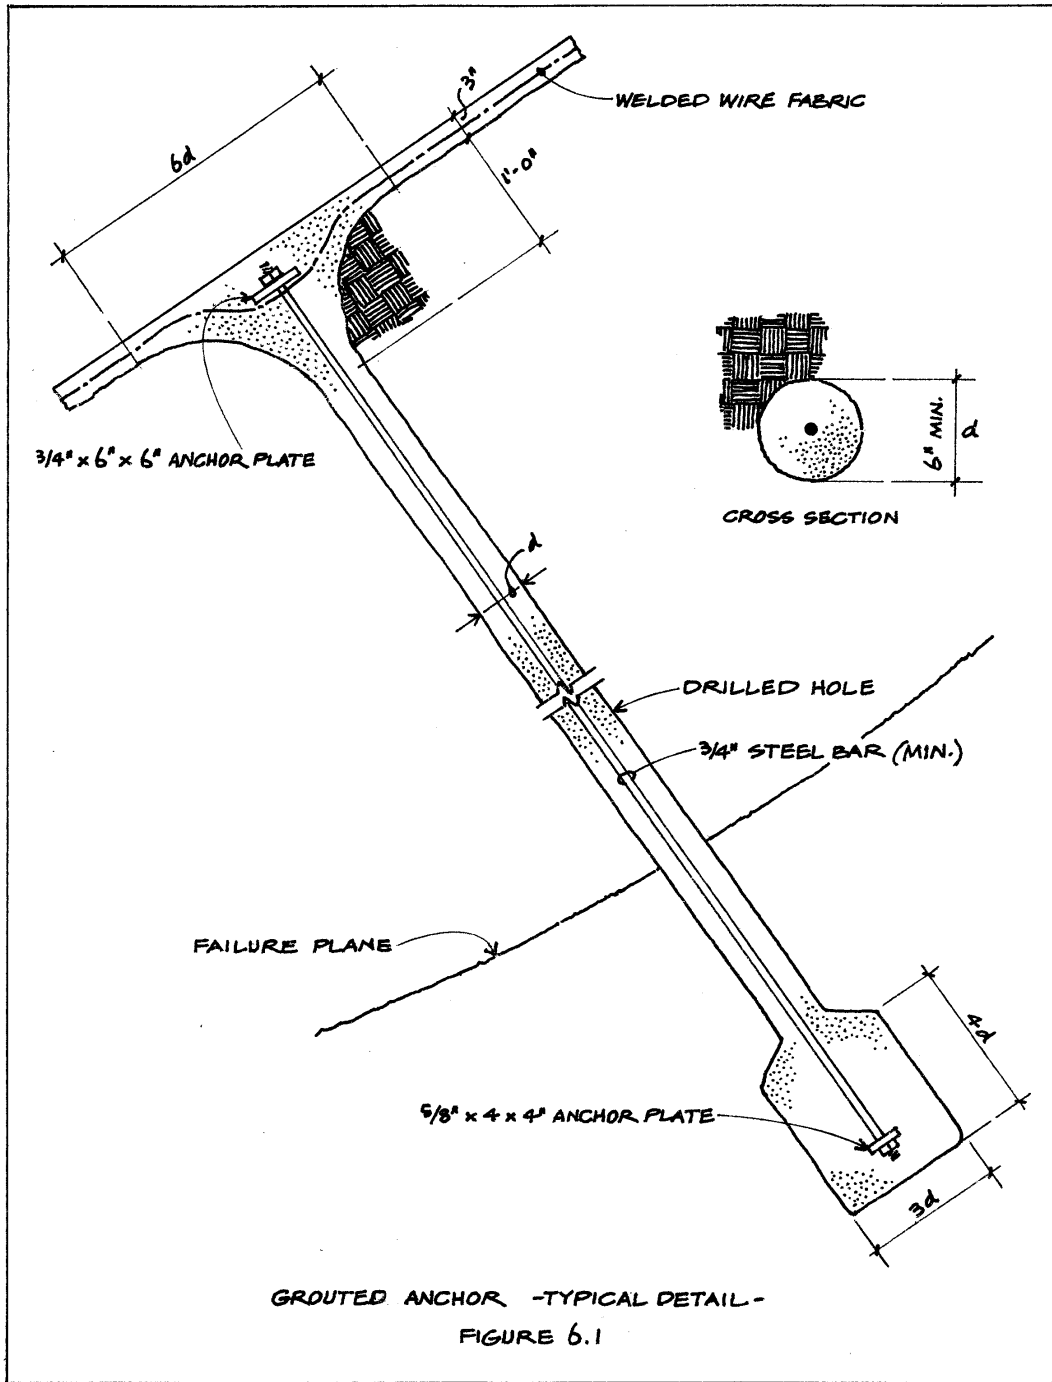 WELDED WIRE FABRIC
3"
6d
1'-0"
3/4" x 6" x 6" ANCHOR PLATE
6" MIN.
d
CROSS SECTION
d
DRILLED HOLE
3/4" STEEL BAR (MIN.)
FAILURE PLANE
4d
5/8" x 4 x 4" ANCHOR PLATE
3d
GROUTED ANCHOR -TYPICAL DETAIL-
FIGURE 6.1